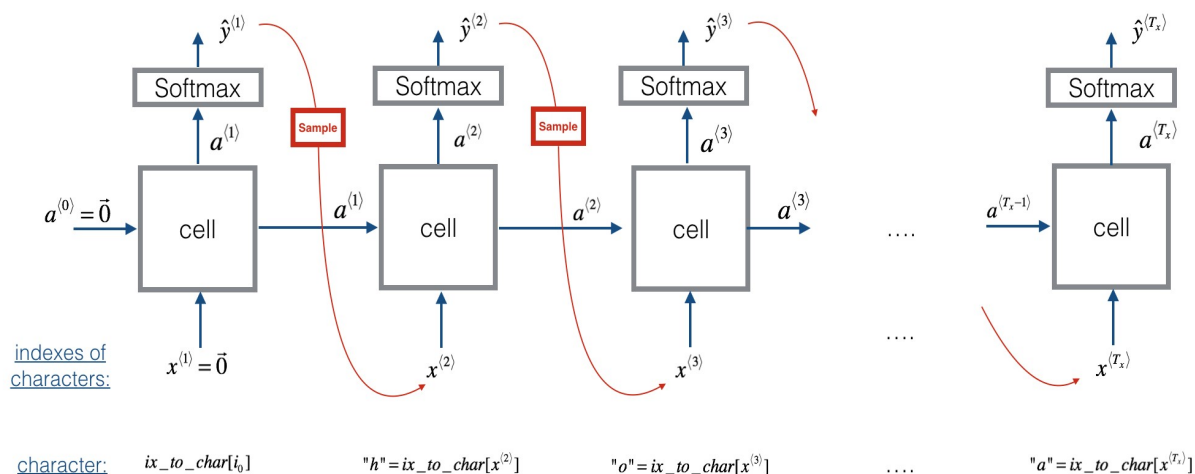 ŷ⟨1⟩ ŷ⟨2⟩ ŷ⟨3⟩ ŷ⟨Tₓ⟩
Softmax Softmax Softmax Softmax
Sample Sample
a⟨1⟩ a⟨2⟩ a⟨3⟩ a⟨Tₓ⟩
a⟨0⟩ = 0⃗ cell a⟨1⟩ cell a⟨2⟩ cell a⟨3⟩ .... a⟨Tₓ−1⟩ cell
....
indexes of
characters:
x⟨1⟩ = 0⃗ x⟨2⟩ x⟨3⟩ x⟨Tₓ⟩
character: ix_to_char[i₀] "h"=ix_to_char[x⟨2⟩] "o"=ix_to_char[x⟨3⟩] .... "a"=ix_to_char[x⟨Tₓ⟩]